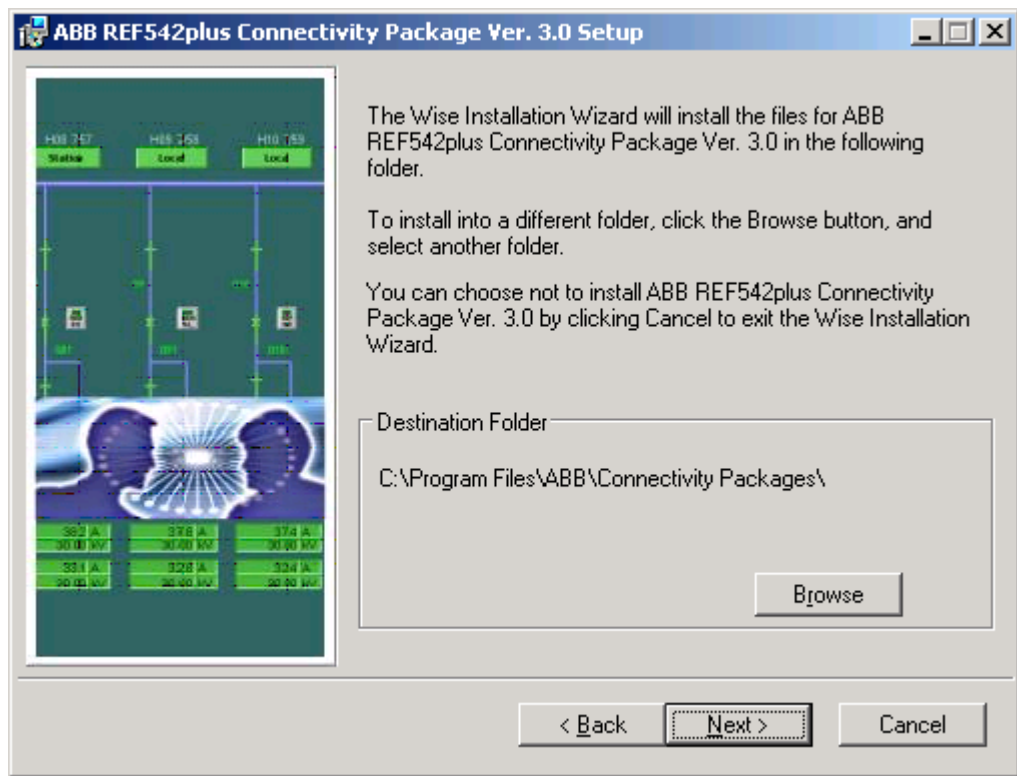 ABB REF542plus Connectivity Package Ver. 3.0 Setup
Local
Local
The Wise Installation Wizard will install the files for ABB
REF542plus Connectivity Package Ver. 3.0 in the following
folder.
To install into a different folder, click the Browse button, and
select another folder.
You can choose not to install ABB REF542plus Connectivity
Package Ver. 3.0 by clicking Cancel to exit the Wise Installation
Wizard.
Destination Folder
C:\Program Files\ABB\Connectivity Packages\
Browse
< Back
Next >
Cancel